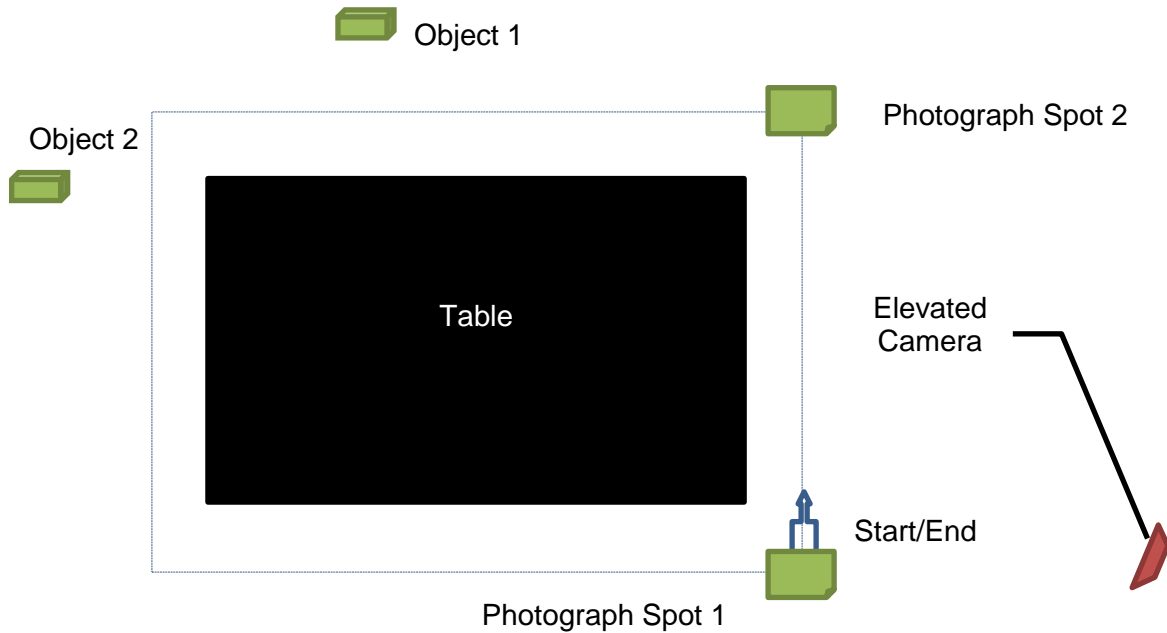 Object 1
Photograph Spot 2
Object 2
Table
Elevated
Camera
Start/End
Photograph Spot 1